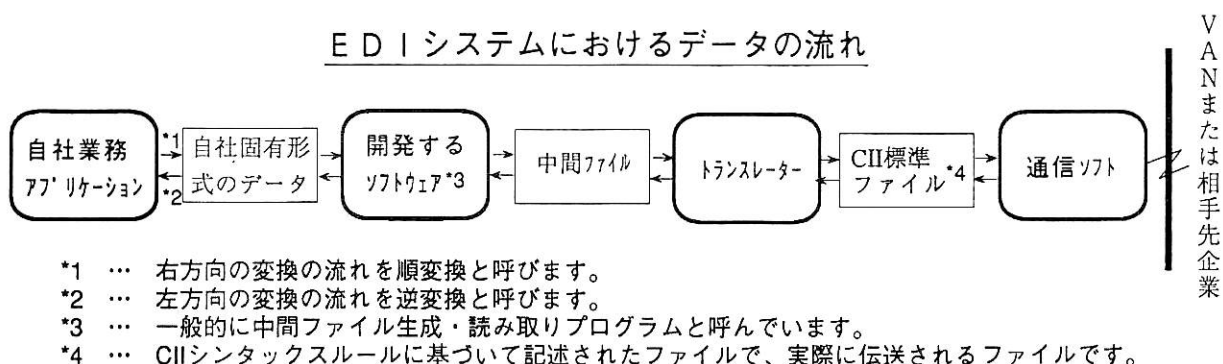 EDIシステムにおけるデータの流れ
自社業務
アプリケーション
*1
*2
自社固有形
式のデータ
開発する
ソフトウェア*3
中間ファイル
トランスレーター
CII標準
ファイル*4
通信ソフト
VANまたは相手先企業
*1 … 右方向の変換の流れを順変換と呼びます。
*2 … 左方向の変換の流れを逆変換と呼びます。
*3 … 一般的に中間ファイル生成・読み取りプログラムと呼んでいます。
*4 … CIIシンタックスルールに基づいて記述されたファイルで、実際に伝送されるファイルです。